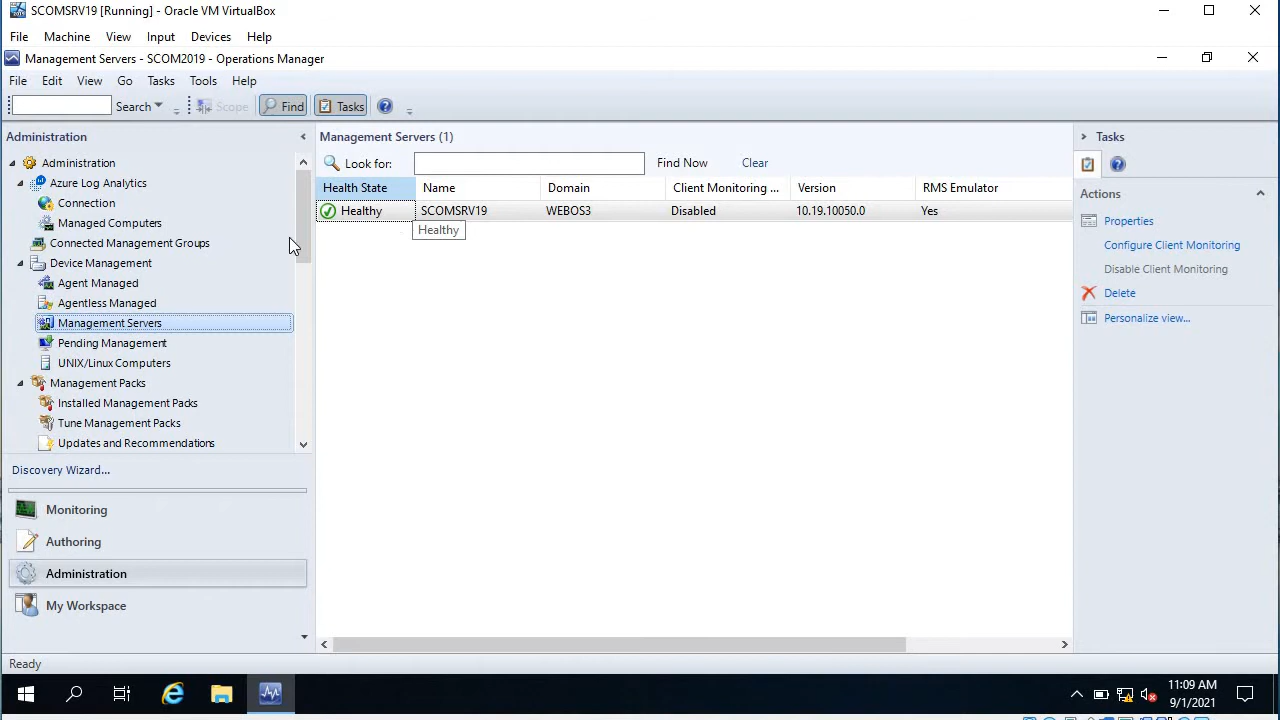 SCOMSRV19 [Running] - Oracle VM VirtualBox
File Machine View Input Devices Help
Management Servers - SCOM2019 - Operations Manager
File Edit View Go Tasks Tools Help
Search Scope Find Tasks
Administration
Administration
Azure Log Analytics
Connection
Managed Computers
Connected Management Groups
Device Management
Agent Managed
Agentless Managed
Management Servers
Pending Management
UNIX/Linux Computers
Management Packs
Installed Management Packs
Tune Management Packs
Updates and Recommendations
Discovery Wizard...
Monitoring
Authoring
Administration
My Workspace
Management Servers (1)
Look for: Find Now Clear
Health State Name Domain Client Monitoring ... Version RMS Emulator
Healthy SCOMSRV19 WEBOS3 Disabled 10.19.10050.0 Yes
Healthy
Tasks
Actions
Properties
Configure Client Monitoring
Disable Client Monitoring
Delete
Personalize view...
Ready
11:09 AM
9/1/2021